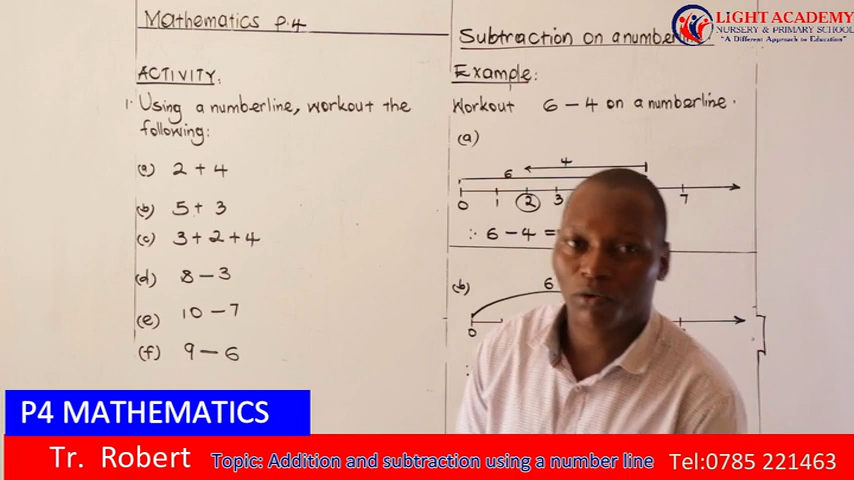 Mathematics P.4
ACTIVITY.
1. Using a numberline, workout the
following:
(a) 2 + 4
(b) 5 + 3
(c) 3 + 2 + 4
(d) 8 - 3
(e) 10 - 7
(f) 9 - 6
LIGHT ACADEMY
NURSERY & PRIMARY SCHOOL
"A Different Approach to Education"
Subtraction on a
Example:
Workout 6 - 4 on a numberline.
(a)
4
6
0 1 2 3 7
∴ 6 - 4 =
(b) 6
0
∴
P4 MATHEMATICS
Tr. Robert Topic: Addition and subtraction using a number line Tel:0785 221463